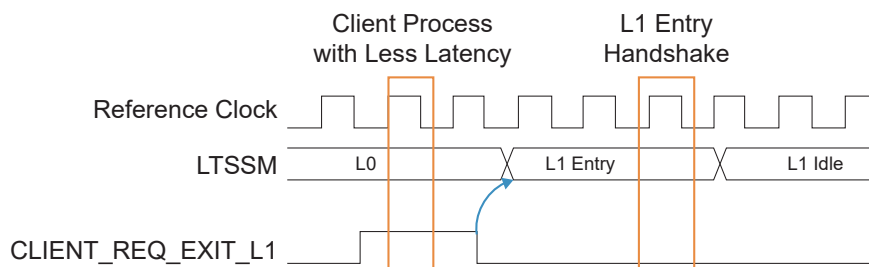 Client Process
with Less Latency
L1 Entry
Handshake
Reference Clock
LTSSM
L0
L1 Entry
L1 Idle
CLIENT_REQ_EXIT_L1